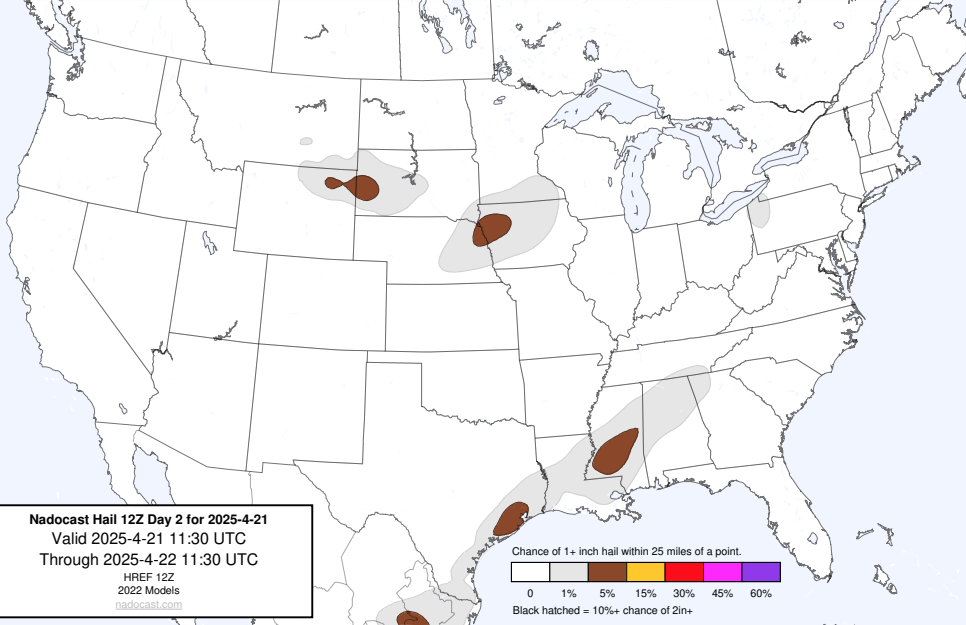 Nadocast Hail 12Z Day 2 for 2025-4-21
Valid 2025-4-21 11:30 UTC
Through 2025-4-22 11:30 UTC
HREF 12Z
2022 Models
nadocast.com
Chance of 1+ inch hail within 25 miles of a point.
0 1% 5% 15% 30% 45% 60%
Black hatched = 10%+ chance of 2in+